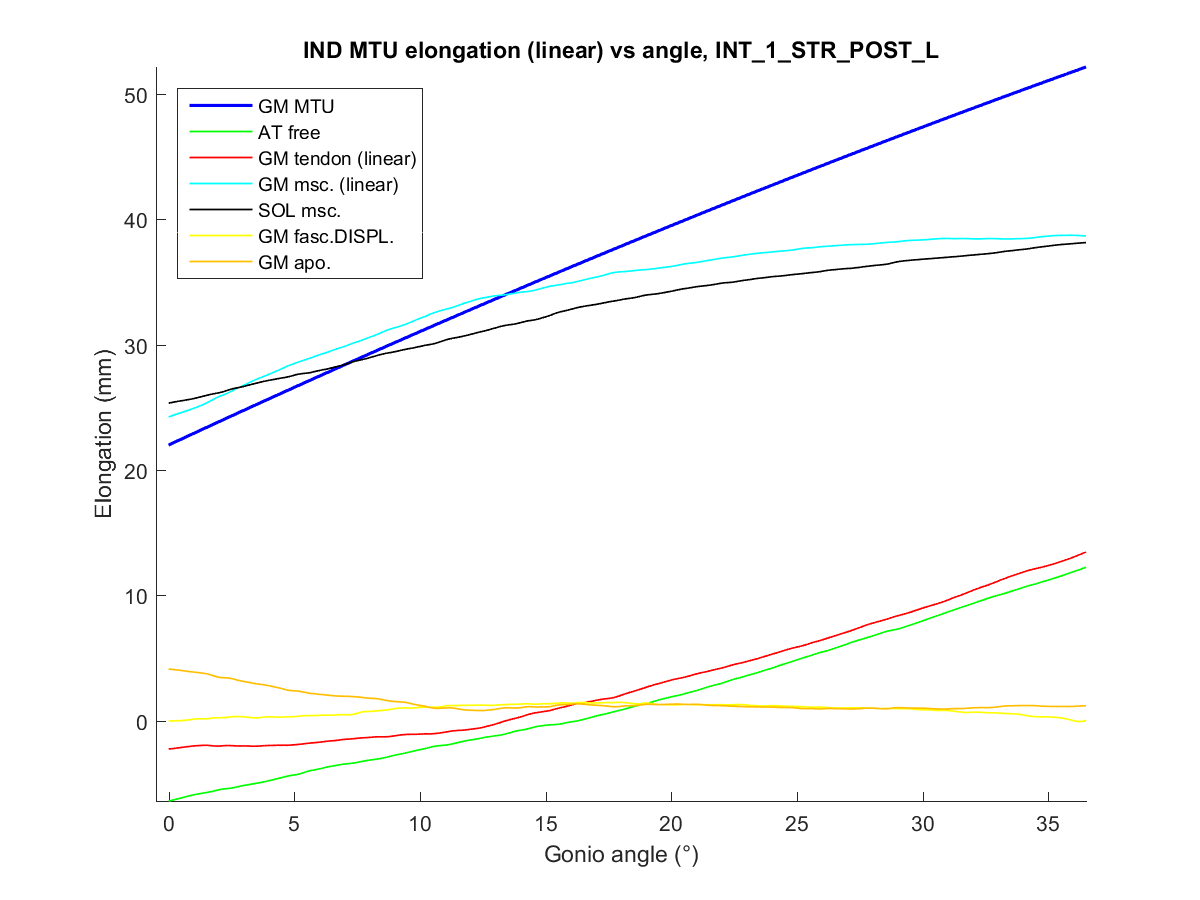 IND MTU elongation (linear) vs angle, INT_1_STR_POST_L
GM MTU
AT free
GM tendon (linear)
GM msc. (linear)
SOL msc.
GM fasc.DISPL.
GM apo.
Elongation (mm)
50
40
30
20
10
0
0 5 10 15 20 25 30 35
Gonio angle (°)